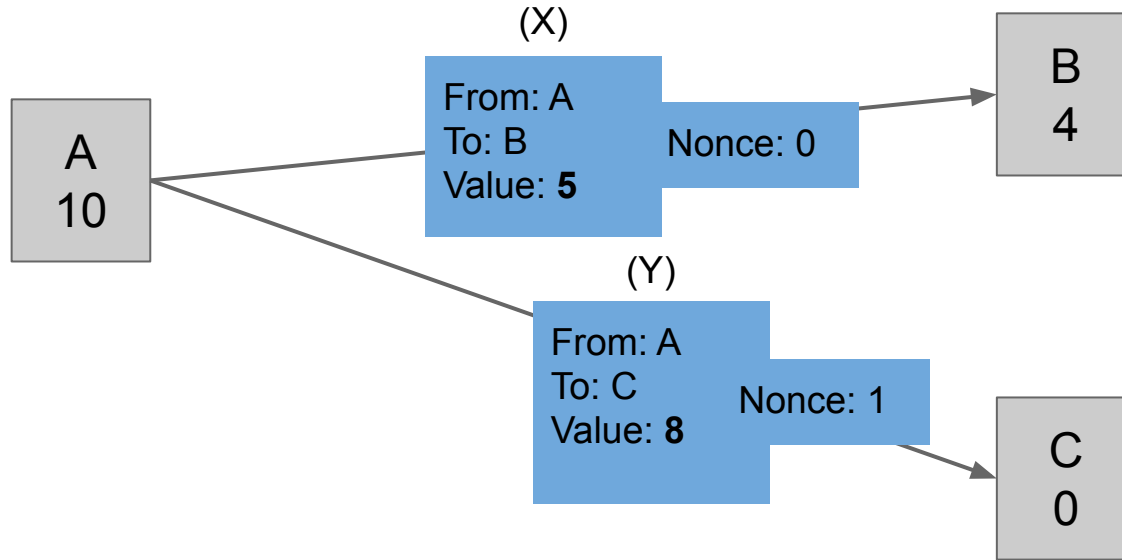 A
10
(X)
From: A
To: B
Value: 5
Nonce: 0
B
4
(Y)
From: A
To: C
Value: 8
Nonce: 1
C
0